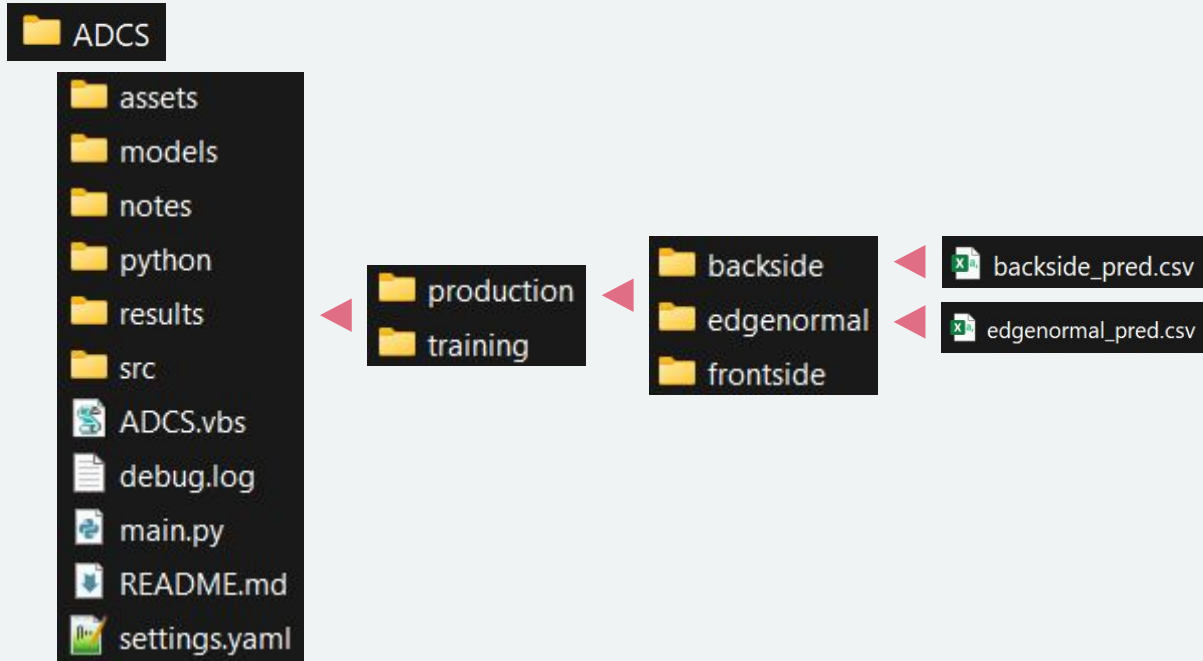 ADCS
assets
models
notes
python
results
src
ADCS.vbs
debug.log
main.py
README.md
settings.yaml
production
training
backside
edgenormal
frontside
backside_pred.csv
edgenormal_pred.csv